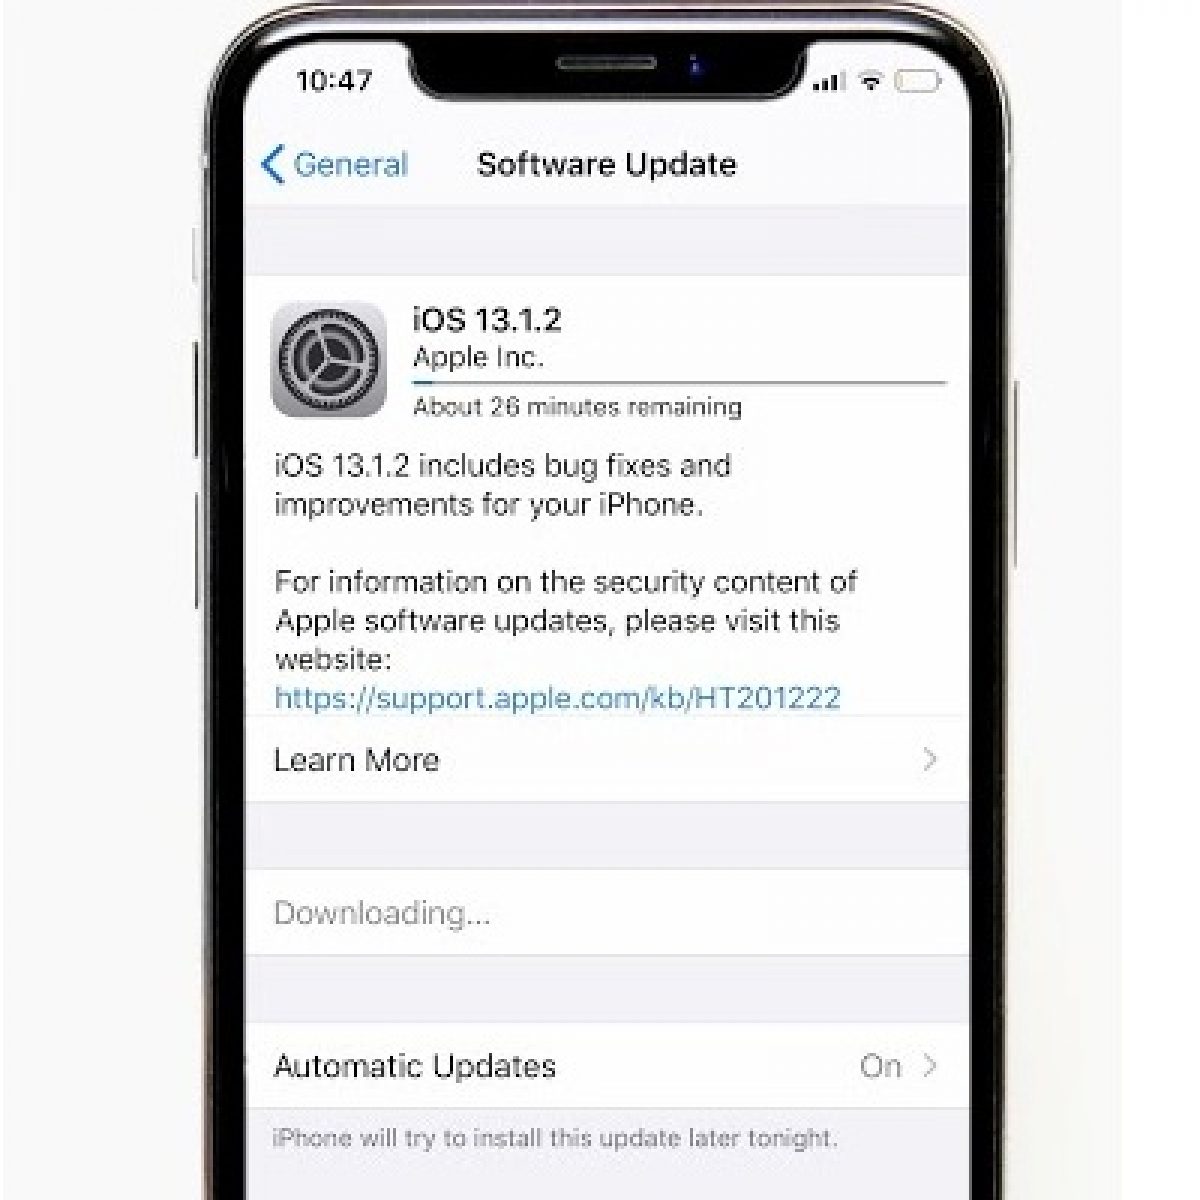 10:47
General
Software Update
iOS 13.1.2
Apple Inc.
About 26 minutes remaining
iOS 13.1.2 includes bug fixes and
improvements for your iPhone.
For information on the security content of
Apple software updates, please visit this
website:
https://support.apple.com/kb/HT201222
Learn More
Downloading...
Automatic Updates
On
iPhone will try to install this update later tonight.